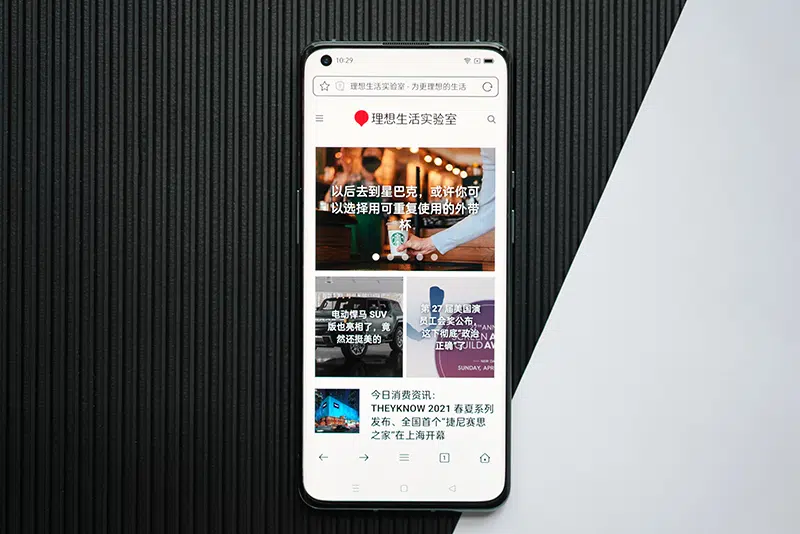 10:29
理想生活实验室 - 为更理想的生活
理想生活实验室
以后去到星巴克，或许你可
以选择用可重复使用的外带
杯
电动悍马 SUV
版也亮相了，竟
然还挺美的
第 27 届美国演
员工会奖公布，
这下彻底“政治
正确”了
SCREEN A
GUILD AW
SUNDAY, APR
今日消费资讯：
THEYKNOW 2021 春夏系列
发布、全国首个“捷尼赛思
之家”在上海开幕
1